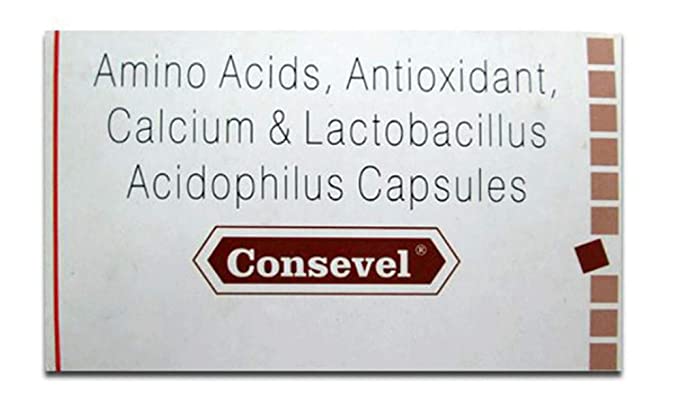 Amino Acids, Antioxidant,
Calcium & Lactobacillus
Acidophilus Capsules
Consevel®